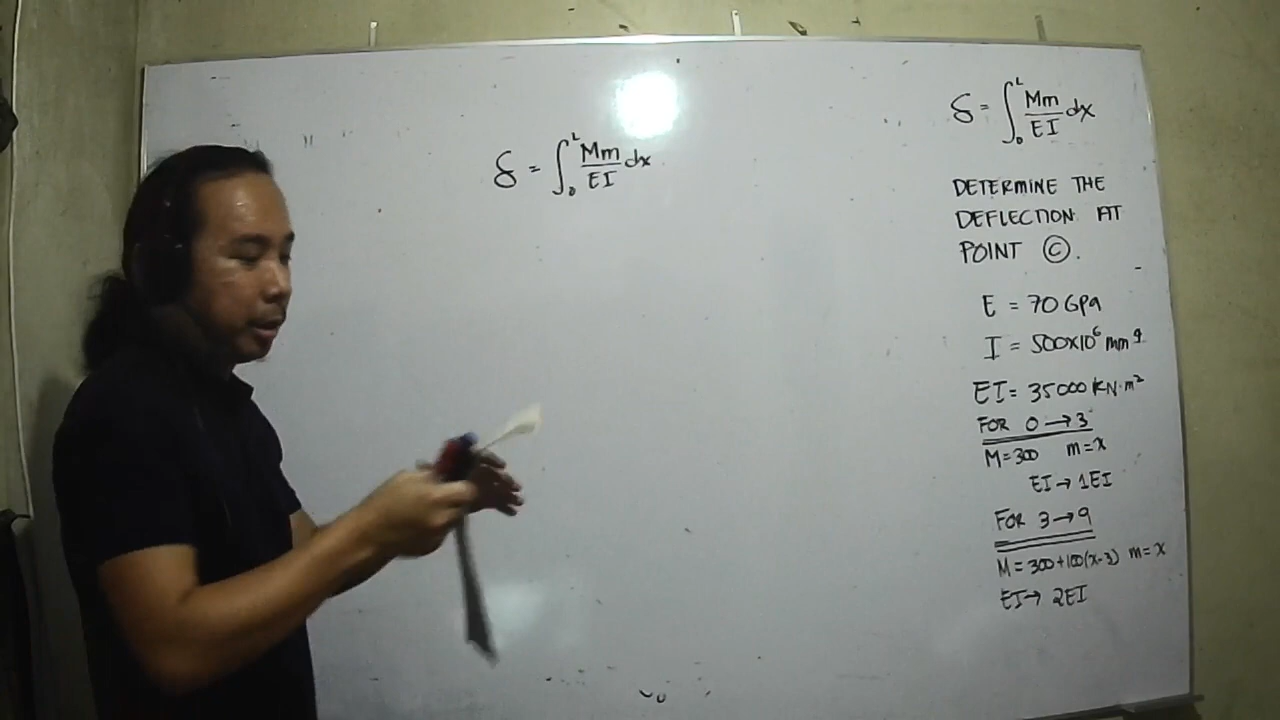 δ = ∫₀ᴸ Mm/EI dx
δ = ∫₀ᴸ Mm/EI dx
DETERMINE THE
DEFLECTION AT
POINT Ⓒ.
E = 70 GPa
I = 500x10⁶ mm⁴
EI = 35000 KN·m²
FOR 0→3
M=300 m=x
EI→1EI
FOR 3→9
M=300+100(x-3) m=x
EI→ 2EI